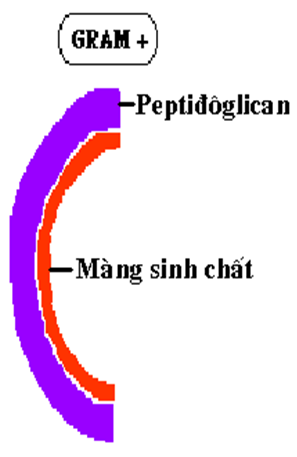 GRAM +
Peptiđôglican
Màng sinh chất